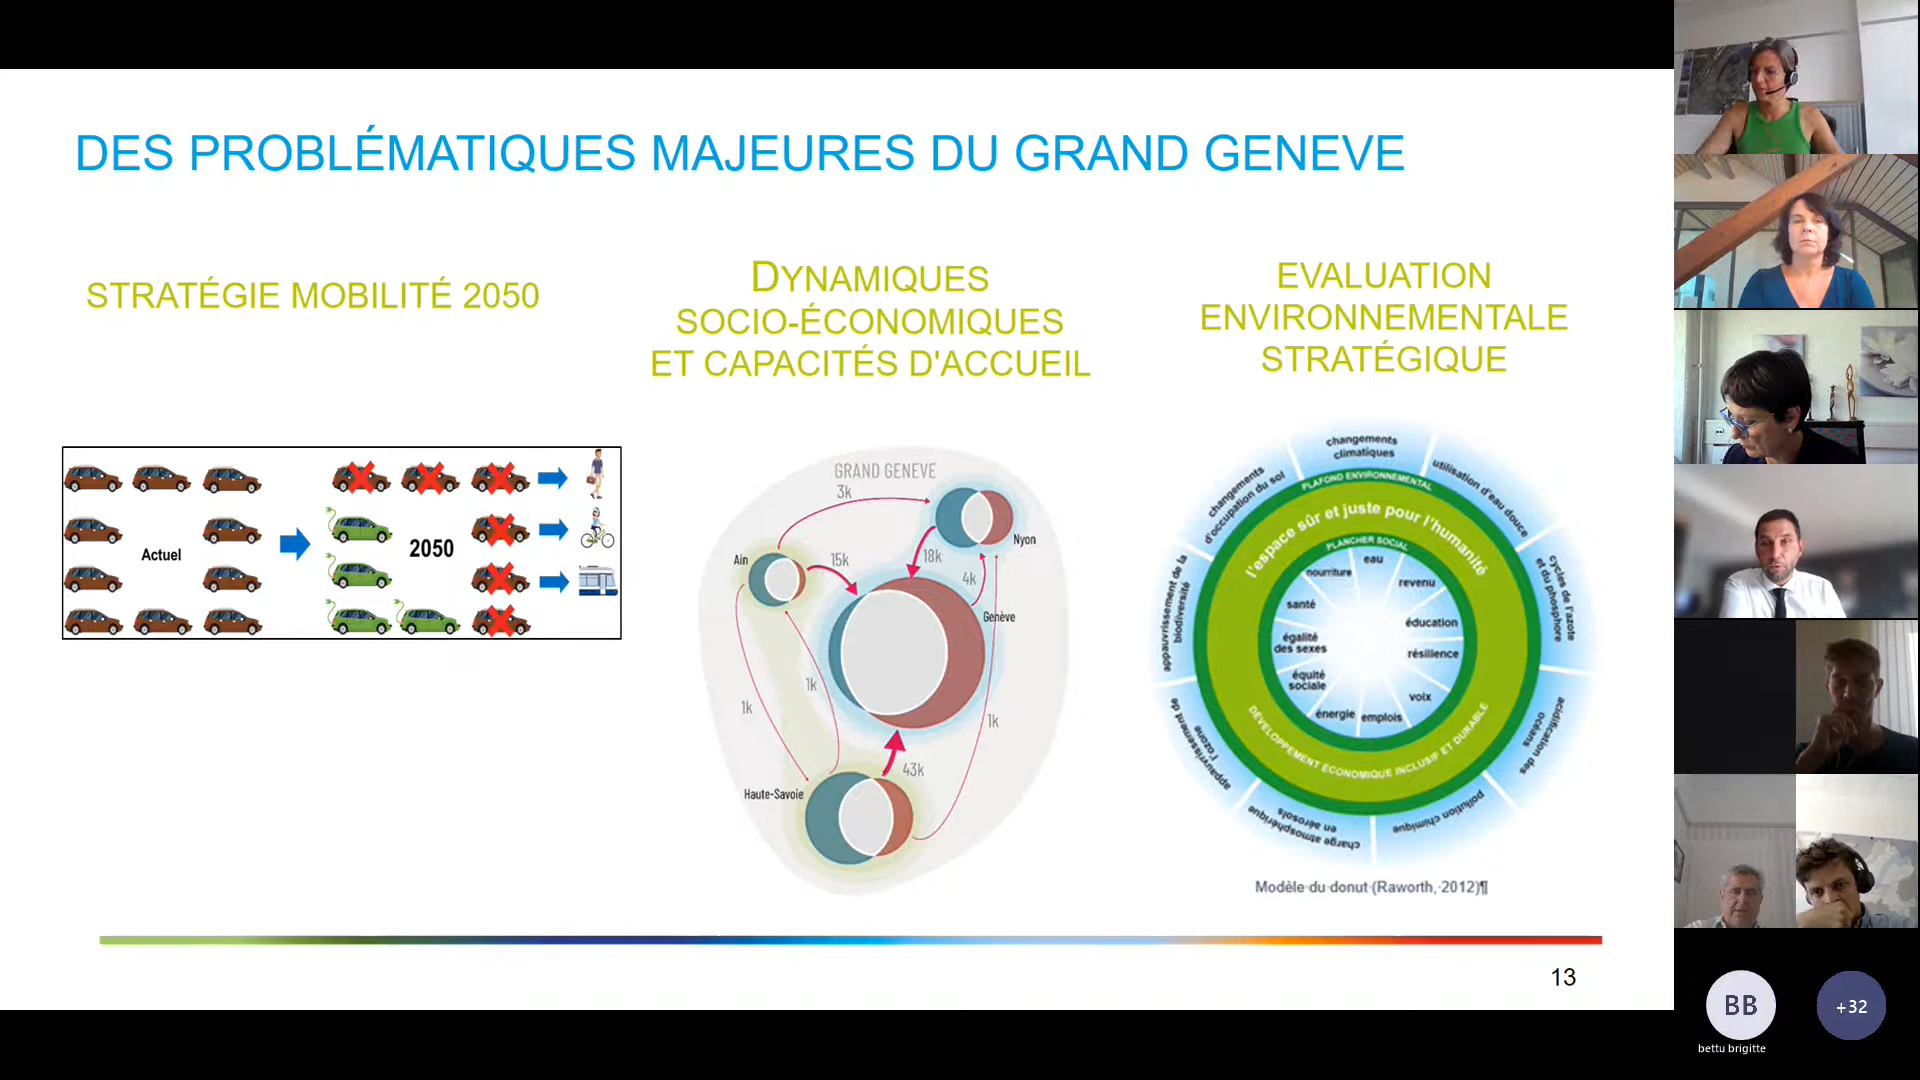 DES PROBLÉMATIQUES MAJEURES DU GRAND GENEVE
STRATÉGIE MOBILITÉ 2050
Actuel
2050
DYNAMIQUES
SOCIO-ÉCONOMIQUES
ET CAPACITÉS D'ACCUEIL
GRAND GENEVE
3k
Nyon
Ain
15k
18k
4k
Genève
1k
1k
1k
43k
Haute-Savoie
EVALUATION
ENVIRONNEMENTALE
STRATÉGIQUE
changements
climatiques
utilisation d'eau douce
cycles de l'azote
et du phosphore
acidification des
océans
pollution chimique
charge atmosphérique
en aérosols
appauvrissement de
l'ozone
appauvrissement de la
biodiversité
changements
d'occupation du sol
PLAFOND ENVIRONNEMENTAL
l'espace sûr et juste pour l'humanité
PLANCHER SOCIAL
eau
revenu
éducation
résilience
voix
emplois
énergie
équité
sociale
égalité
des sexes
santé
nourriture
DÉVELOPPEMENT ÉCONOMIQUE INCLUSIF ET DURABLE
Modèle·du·donut·(Raworth,·2012)¶
13
BB
bettu brigitte
+32